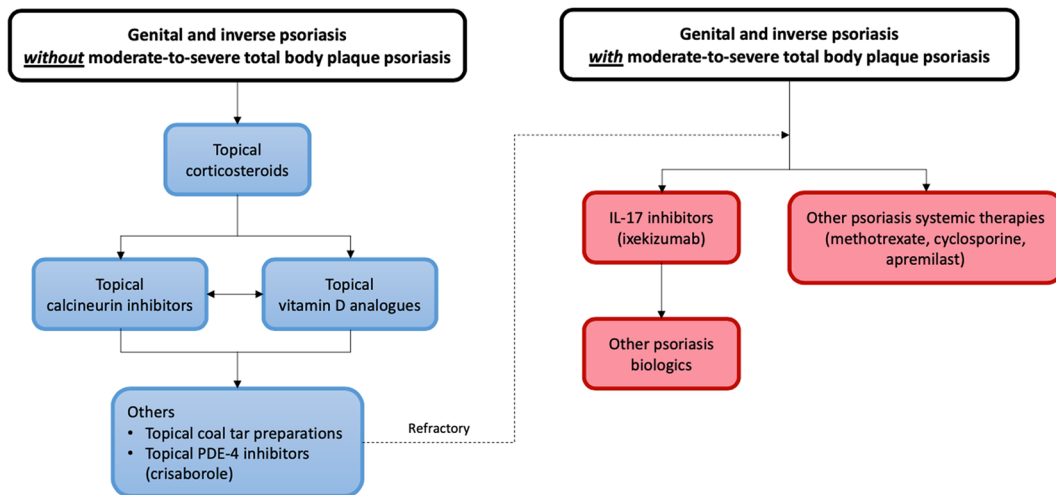 Genital and inverse psoriasis
without moderate-to-severe total body plaque psoriasis
Topical
corticosteroids
Topical
calcineurin inhibitors
Topical
vitamin D analogues
Others
• Topical coal tar preparations
• Topical PDE-4 inhibitors
(crisaborole)
Refractory
Genital and inverse psoriasis
with moderate-to-severe total body plaque psoriasis
IL-17 inhibitors
(ixekizumab)
Other psoriasis systemic therapies
(methotrexate, cyclosporine,
apremilast)
Other psoriasis
biologics